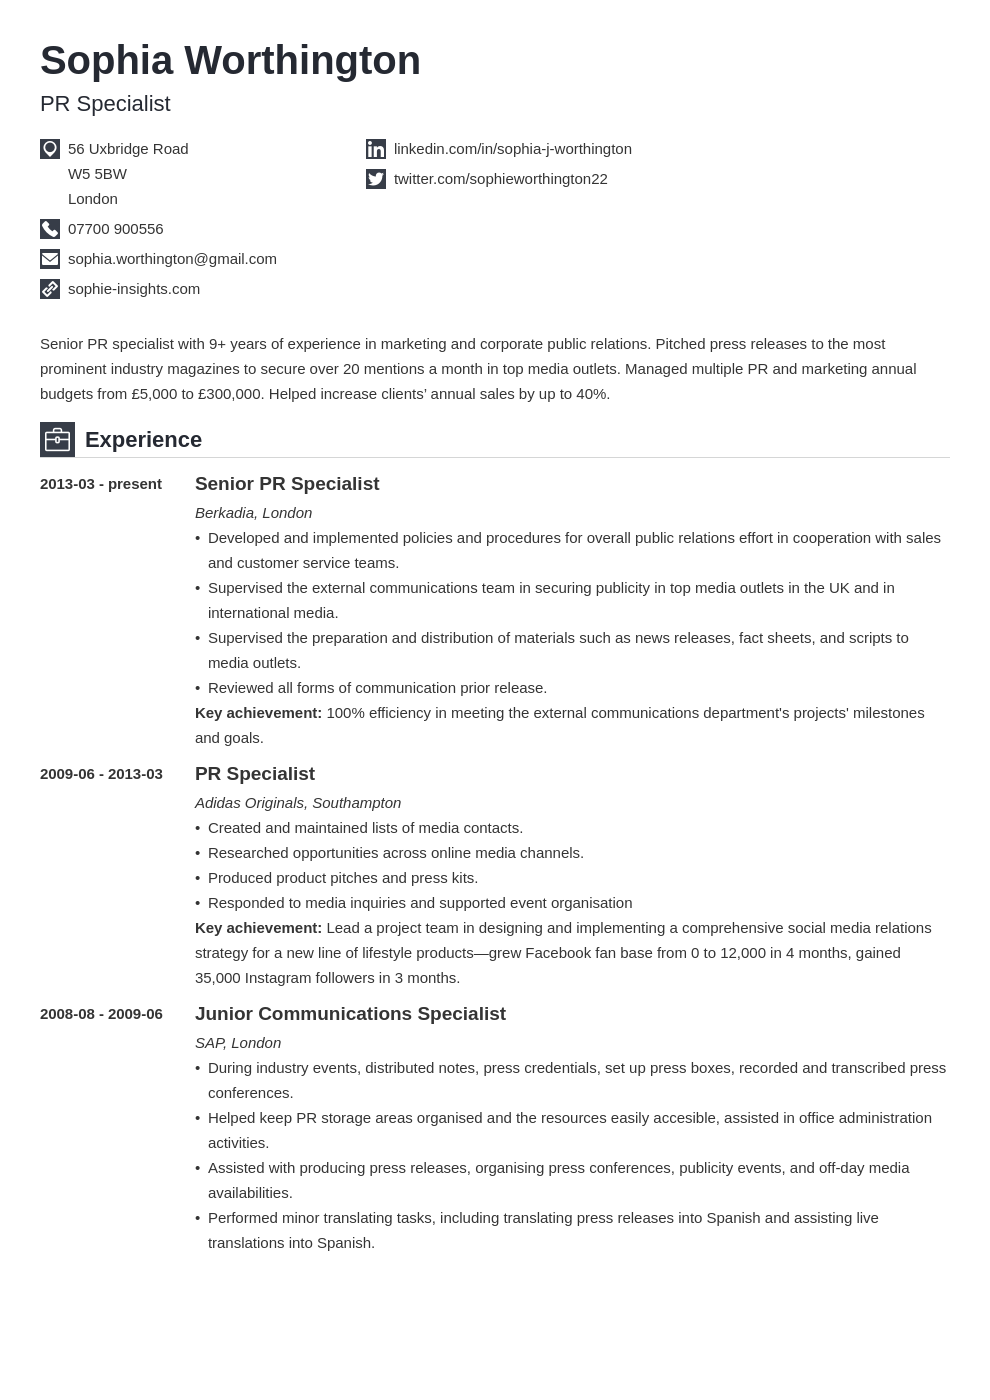 Sophia Worthington
PR Specialist
56 Uxbridge Road
W5 5BW
London
07700 900556
sophia.worthington@gmail.com
sophie-insights.com
linkedin.com/in/sophia-j-worthington
twitter.com/sophieworthington22
Senior PR specialist with 9+ years of experience in marketing and corporate public relations. Pitched press releases to the most
prominent industry magazines to secure over 20 mentions a month in top media outlets. Managed multiple PR and marketing annual
budgets from £5,000 to £300,000. Helped increase clients’ annual sales by up to 40%.
Experience
2013-03 - present
Senior PR Specialist
Berkadia, London
• Developed and implemented policies and procedures for overall public relations effort in cooperation with sales
and customer service teams.
• Supervised the external communications team in securing publicity in top media outlets in the UK and in
international media.
• Supervised the preparation and distribution of materials such as news releases, fact sheets, and scripts to
media outlets.
• Reviewed all forms of communication prior release.
Key achievement: 100% efficiency in meeting the external communications department's projects' milestones
and goals.
2009-06 - 2013-03
PR Specialist
Adidas Originals, Southampton
• Created and maintained lists of media contacts.
• Researched opportunities across online media channels.
• Produced product pitches and press kits.
• Responded to media inquiries and supported event organisation
Key achievement: Lead a project team in designing and implementing a comprehensive social media relations
strategy for a new line of lifestyle products—grew Facebook fan base from 0 to 12,000 in 4 months, gained
35,000 Instagram followers in 3 months.
2008-08 - 2009-06
Junior Communications Specialist
SAP, London
• During industry events, distributed notes, press credentials, set up press boxes, recorded and transcribed press
conferences.
• Helped keep PR storage areas organised and the resources easily accesible, assisted in office administration
activities.
• Assisted with producing press releases, organising press conferences, publicity events, and off-day media
availabilities.
• Performed minor translating tasks, including translating press releases into Spanish and assisting live
translations into Spanish.